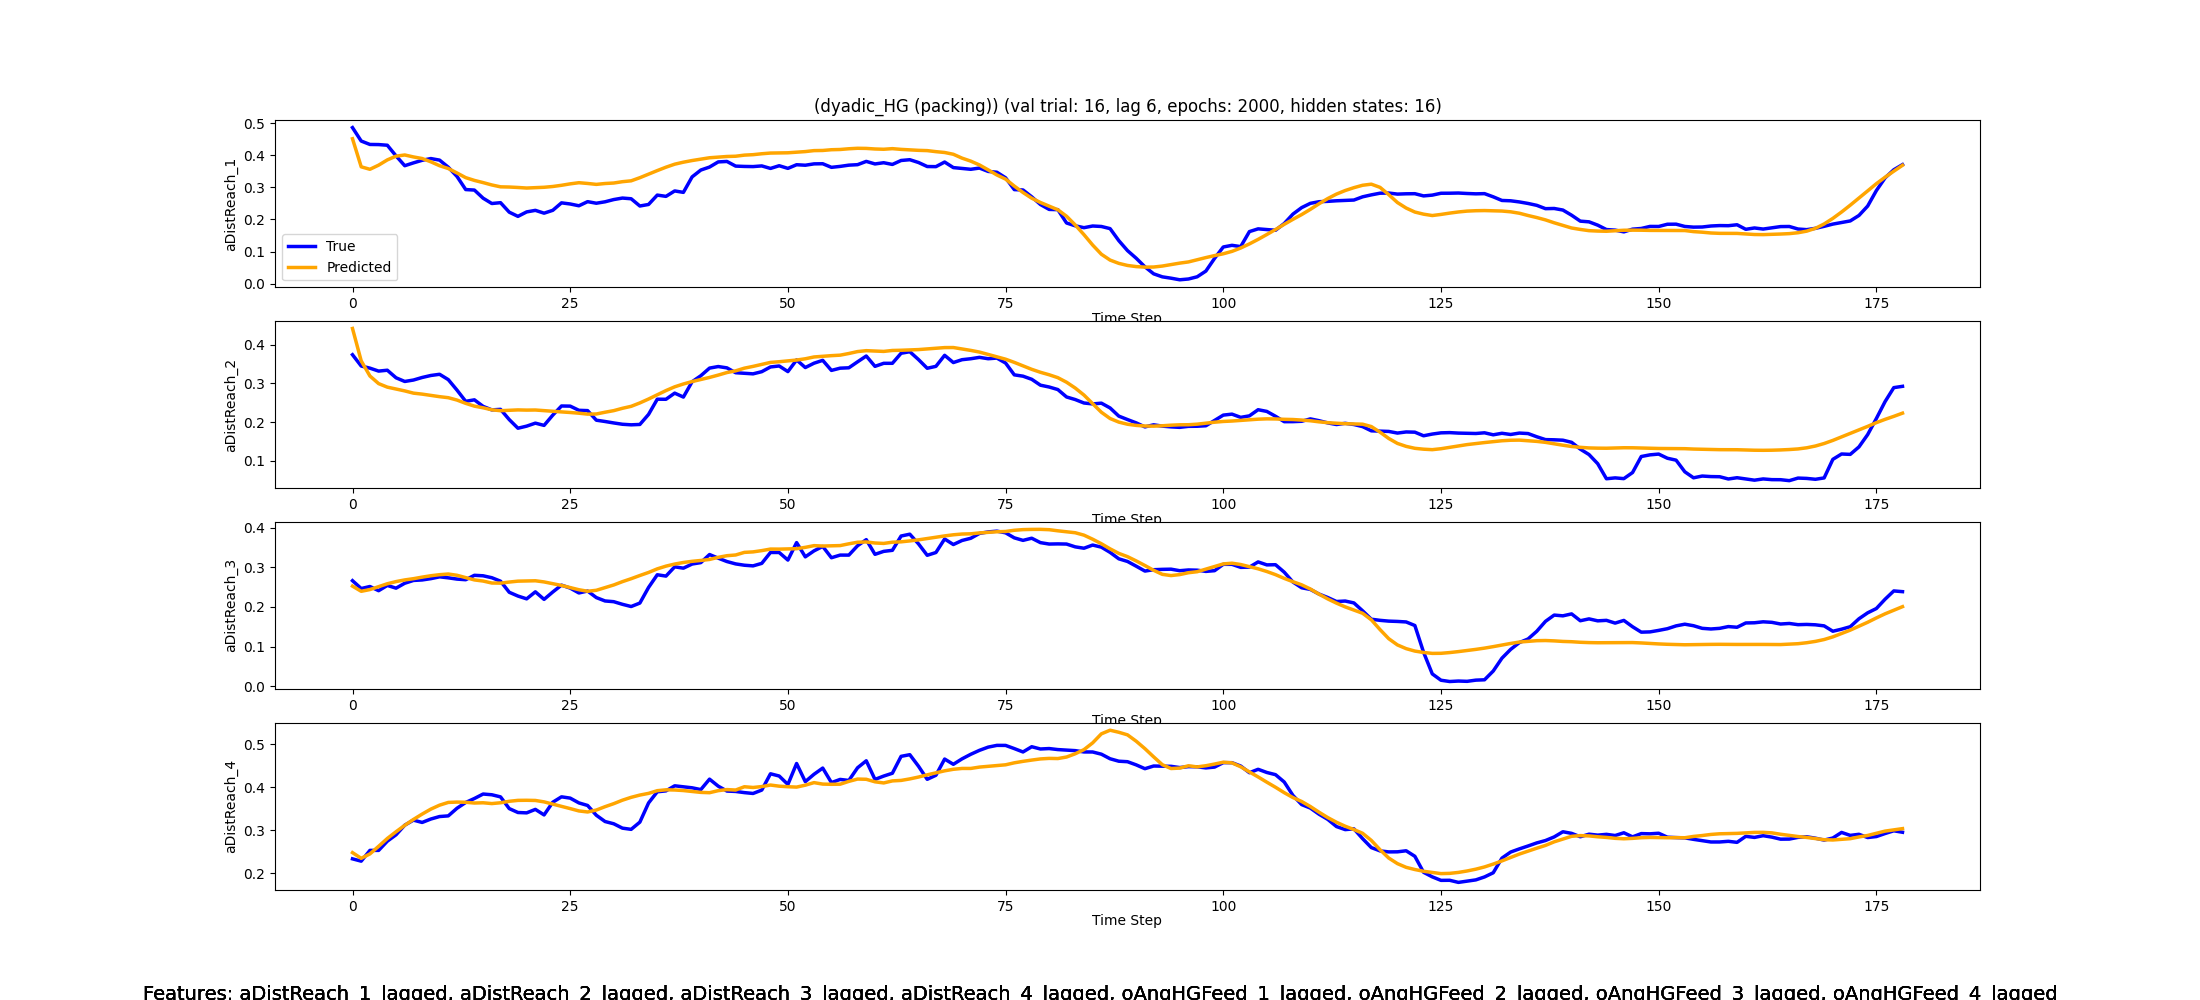 (dyadic_HG (packing)) (val trial: 16, lag 6, epochs: 2000, hidden states: 16)
0.5
0.4
0.3
0.2
0.1
0.0
aDistReach_1
True
Predicted
0 25 50 75 100 125 150 175
Time Step
0.4
0.3
0.2
0.1
aDistReach_2
0 25 50 75 100 125 150 175
Time Step
0.4
0.3
0.2
0.1
0.0
aDistReach_3
0 25 50 75 100 125 150 175
Time Step
0.5
0.4
0.3
0.2
aDistReach_4
0 25 50 75 100 125 150 175
Time Step
Features: aDistReach_1_lagged, aDistReach_2_lagged, aDistReach_3_lagged, aDistReach_4_lagged, oAngHGFeed_1_lagged, oAngHGFeed_2_lagged, oAngHGFeed_3_lagged, oAngHGFeed_4_lagged